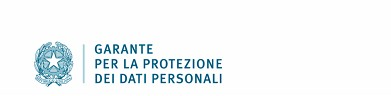 GARANTE
PER LA PROTEZIONE
DEI DATI PERSONALI